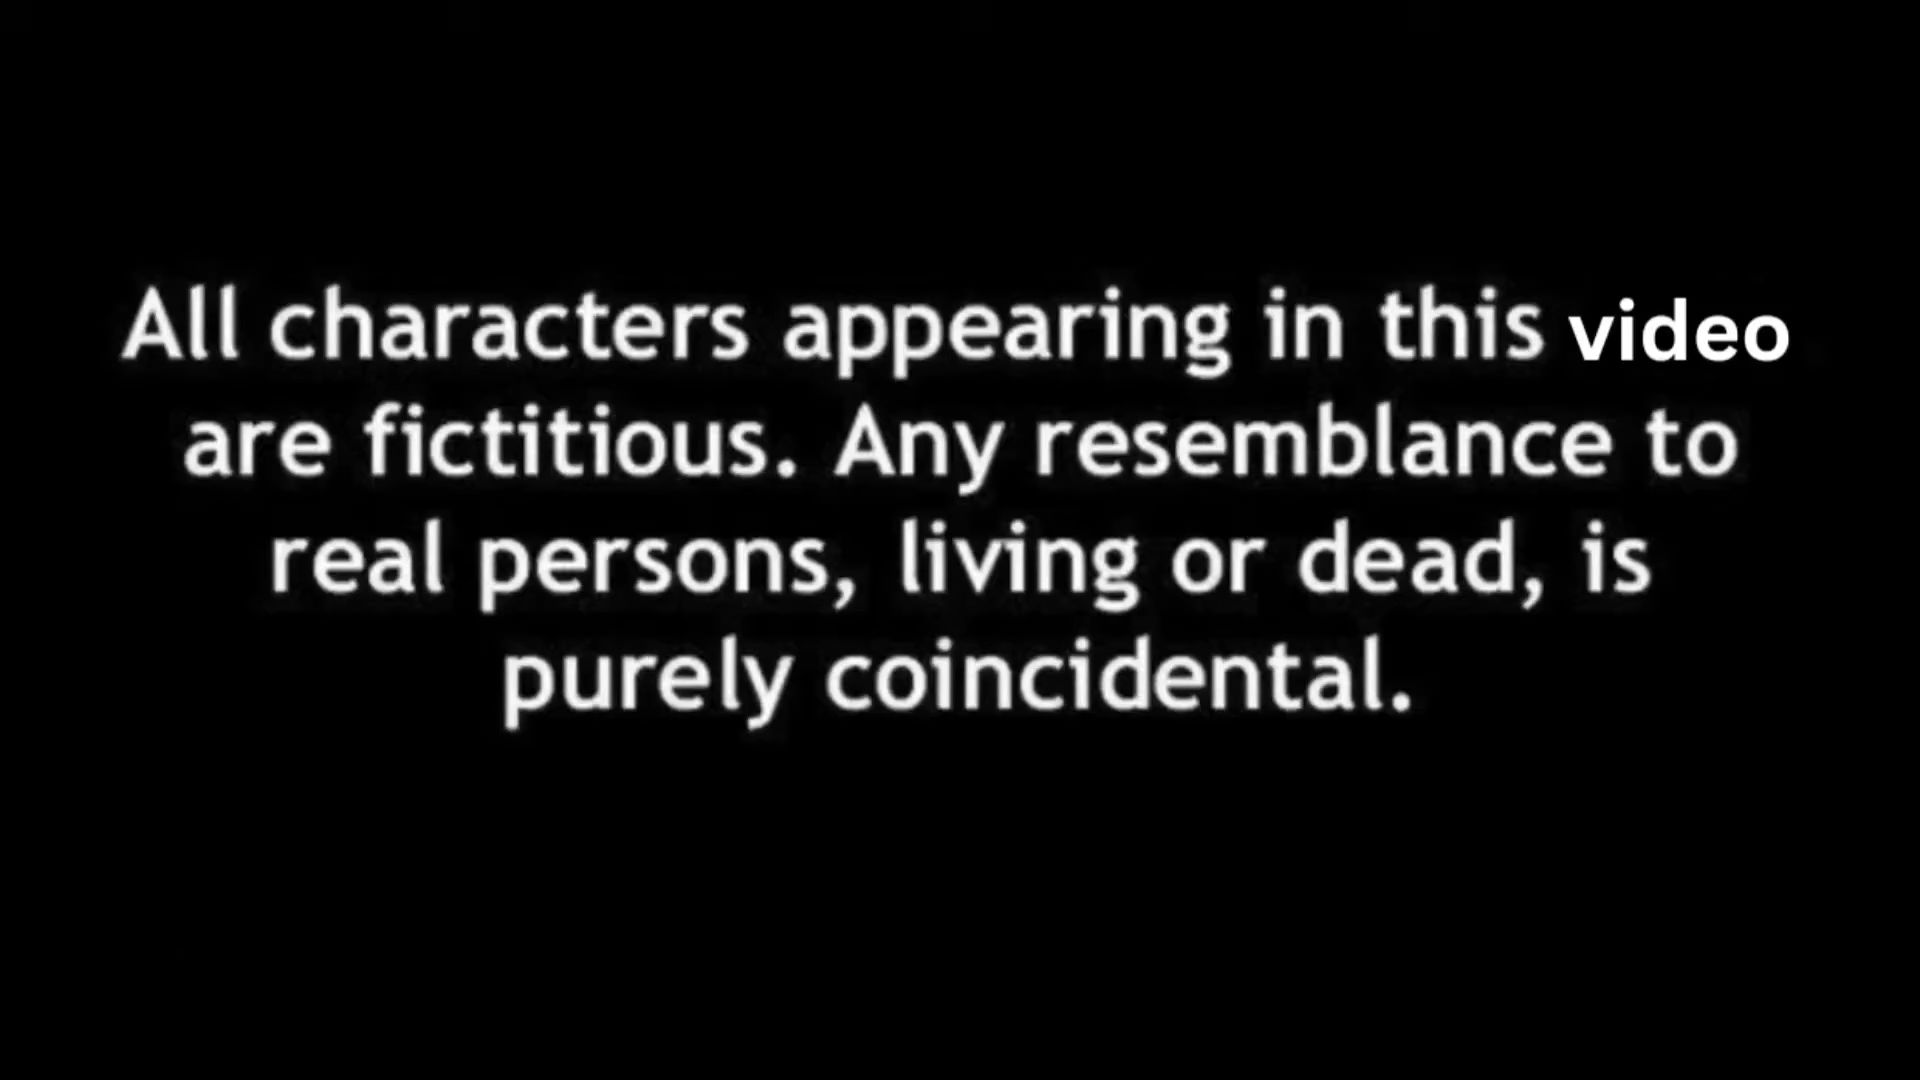 All characters appearing in this video
are fictitious. Any resemblance to
real persons, living or dead, is
purely coincidental.